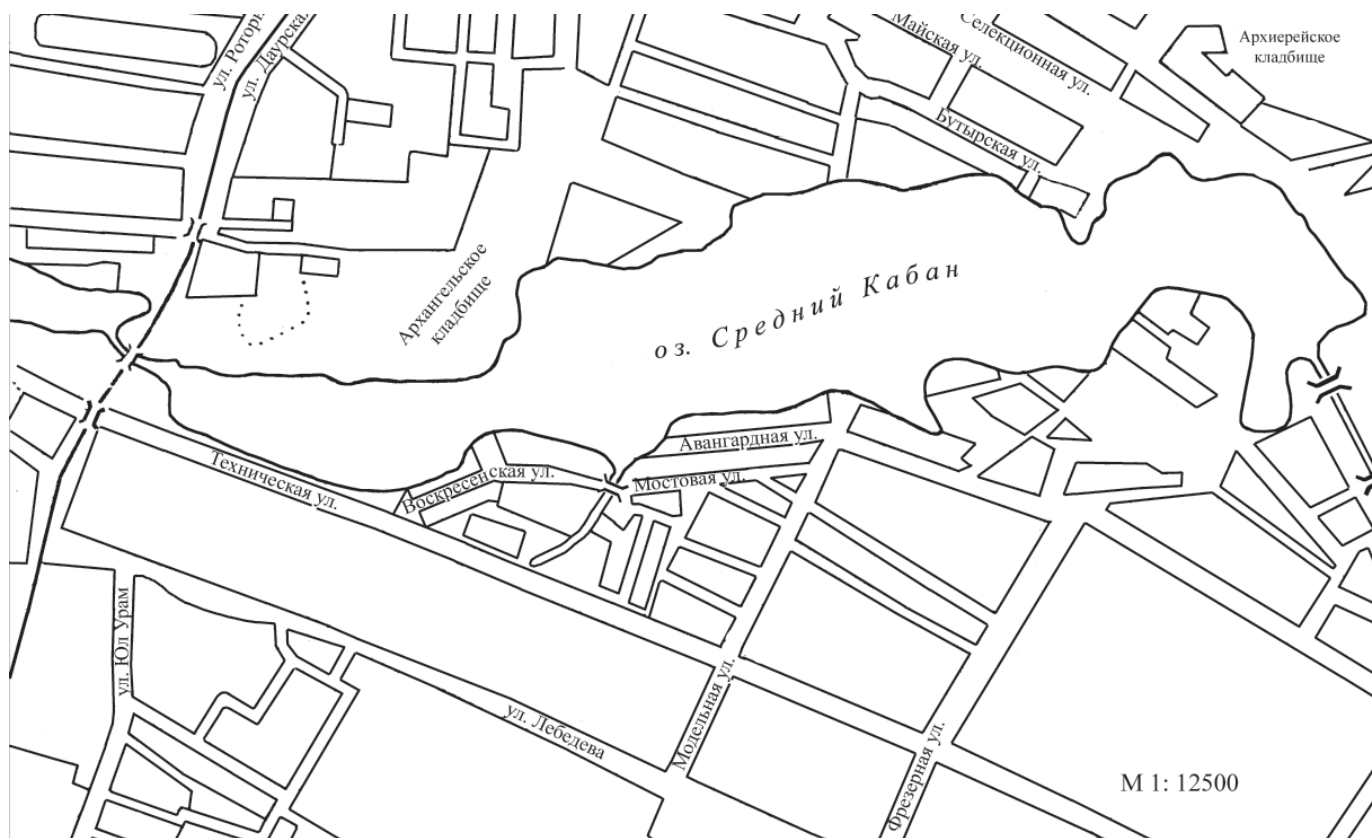 ул. Роторн
ул. Даурская
Майская ул.
Селекционная ул.
Архиерейское
кладбище
Бутырская ул.
Архангельское
кладбище
оз. Средний Кабан
Авангардная ул.
Техническая ул.
Воскресенская ул.
Мостовая ул.
ул. Юл Урам
ул. Лебедева
Модельная ул.
Фрезерная ул.
М 1: 12500